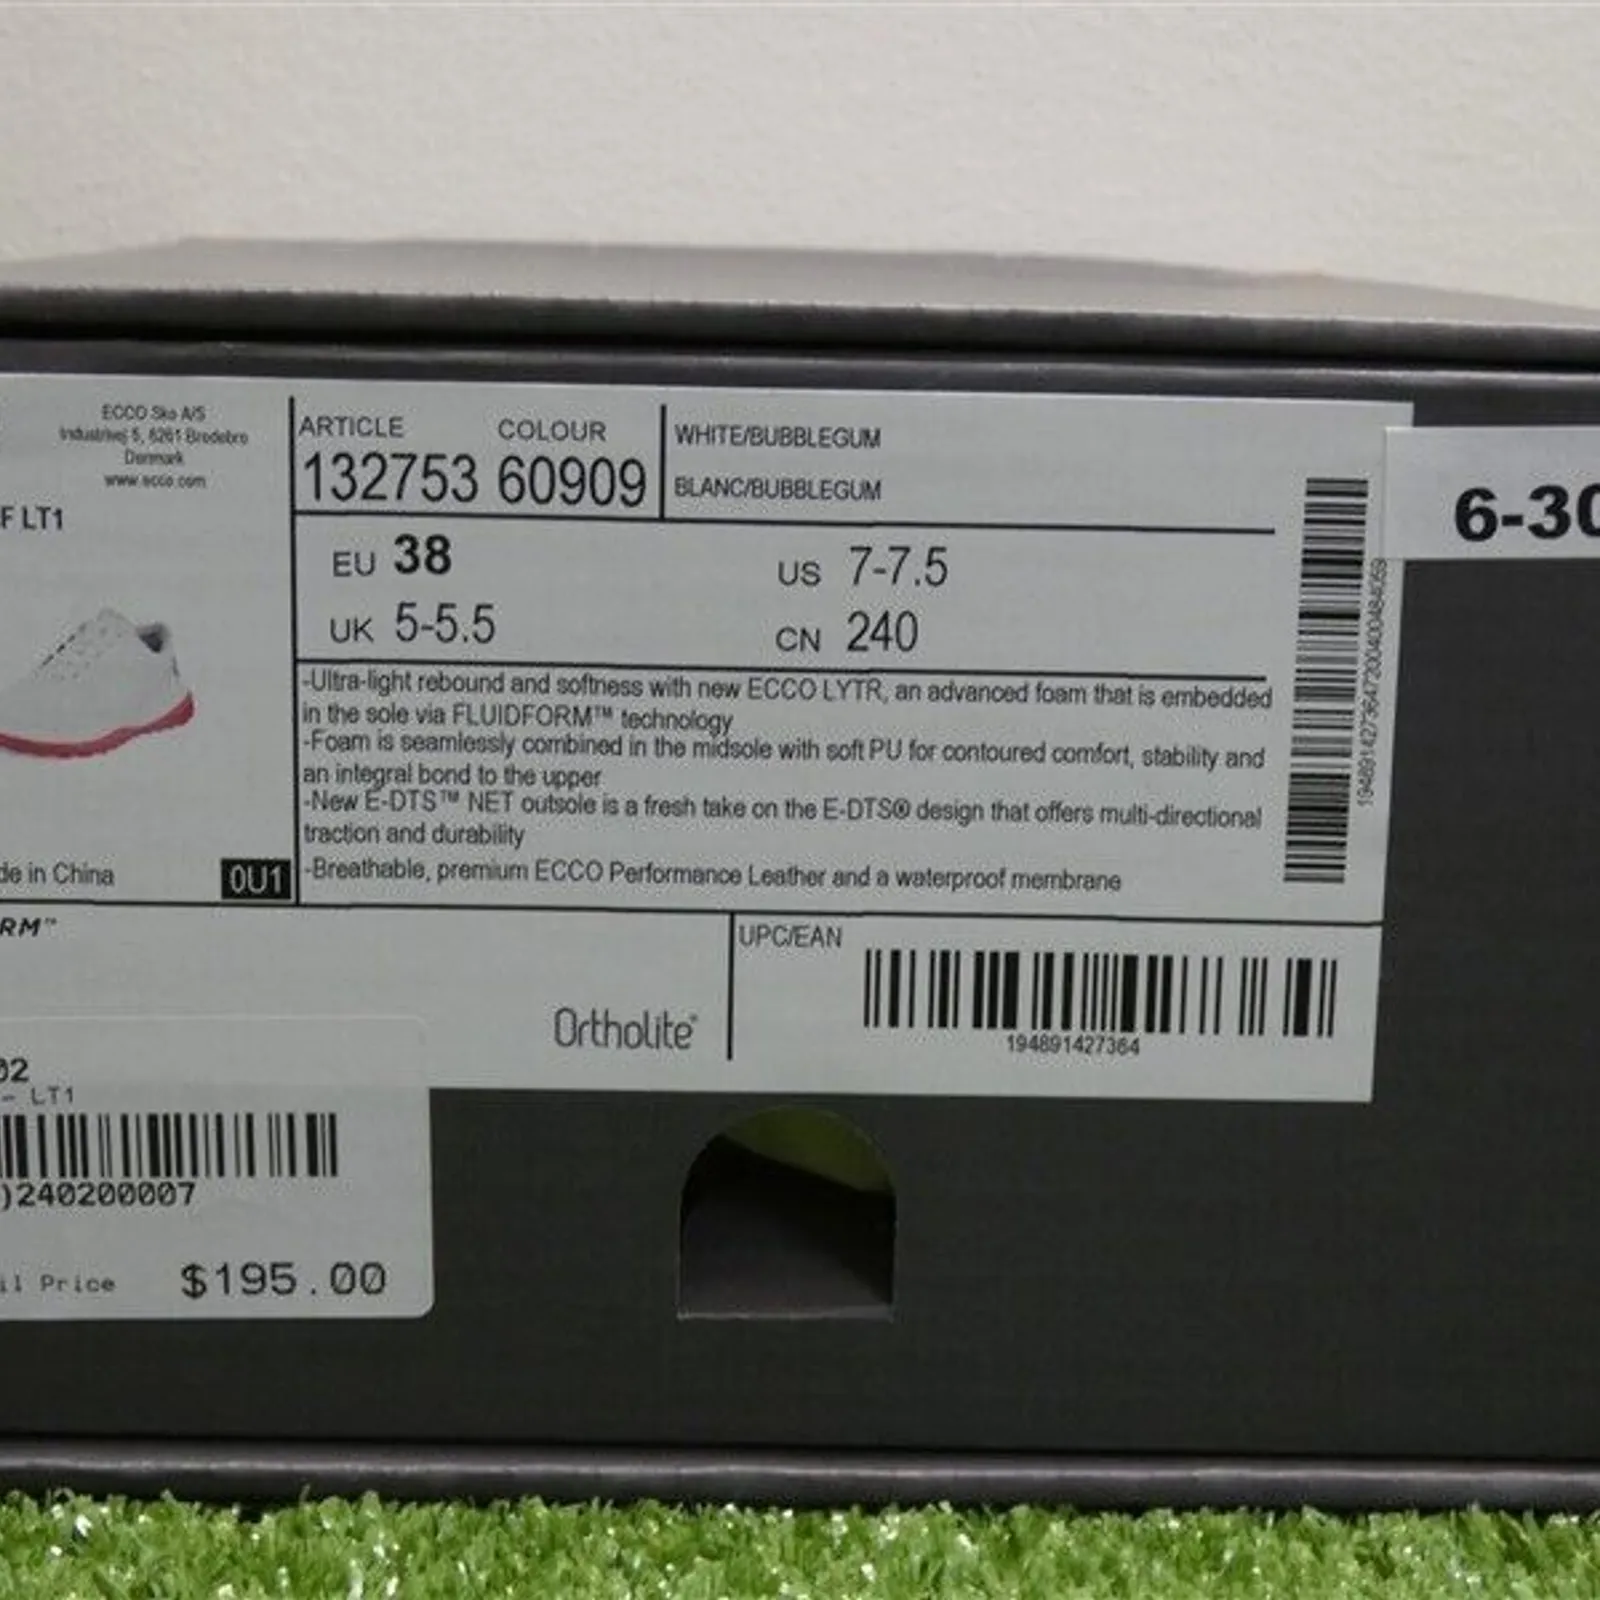 ECCO Sko A/S
Industrivej 5, 6261 Bredebro
Denmark
www.ecco.com
F LT1
ARTICLE COLOUR
132753 60909
WHITE/BUBBLEGUM
BLANC/BUBBLEGUM
6-30
EU 38 US 7-7.5
UK 5-5.5 CN 240
-Ultra-light rebound and softness with new ECCO LYTR, an advanced foam that is embedded
in the sole via FLUIDFORM™ technology
-Foam is seamlessly combined in the midsole with soft PU for contoured comfort, stability and
an integral bond to the upper
-New E-DTS™ NET outsole is a fresh take on the E-DTS® design that offers multi-directional
traction and durability
-Breathable, premium ECCO Performance Leather and a waterproof membrane
de in China
0U1
RM™
Ortholite®
UPC/EAN
194891427364
02
- LT1
)240200007
il Price $195.00